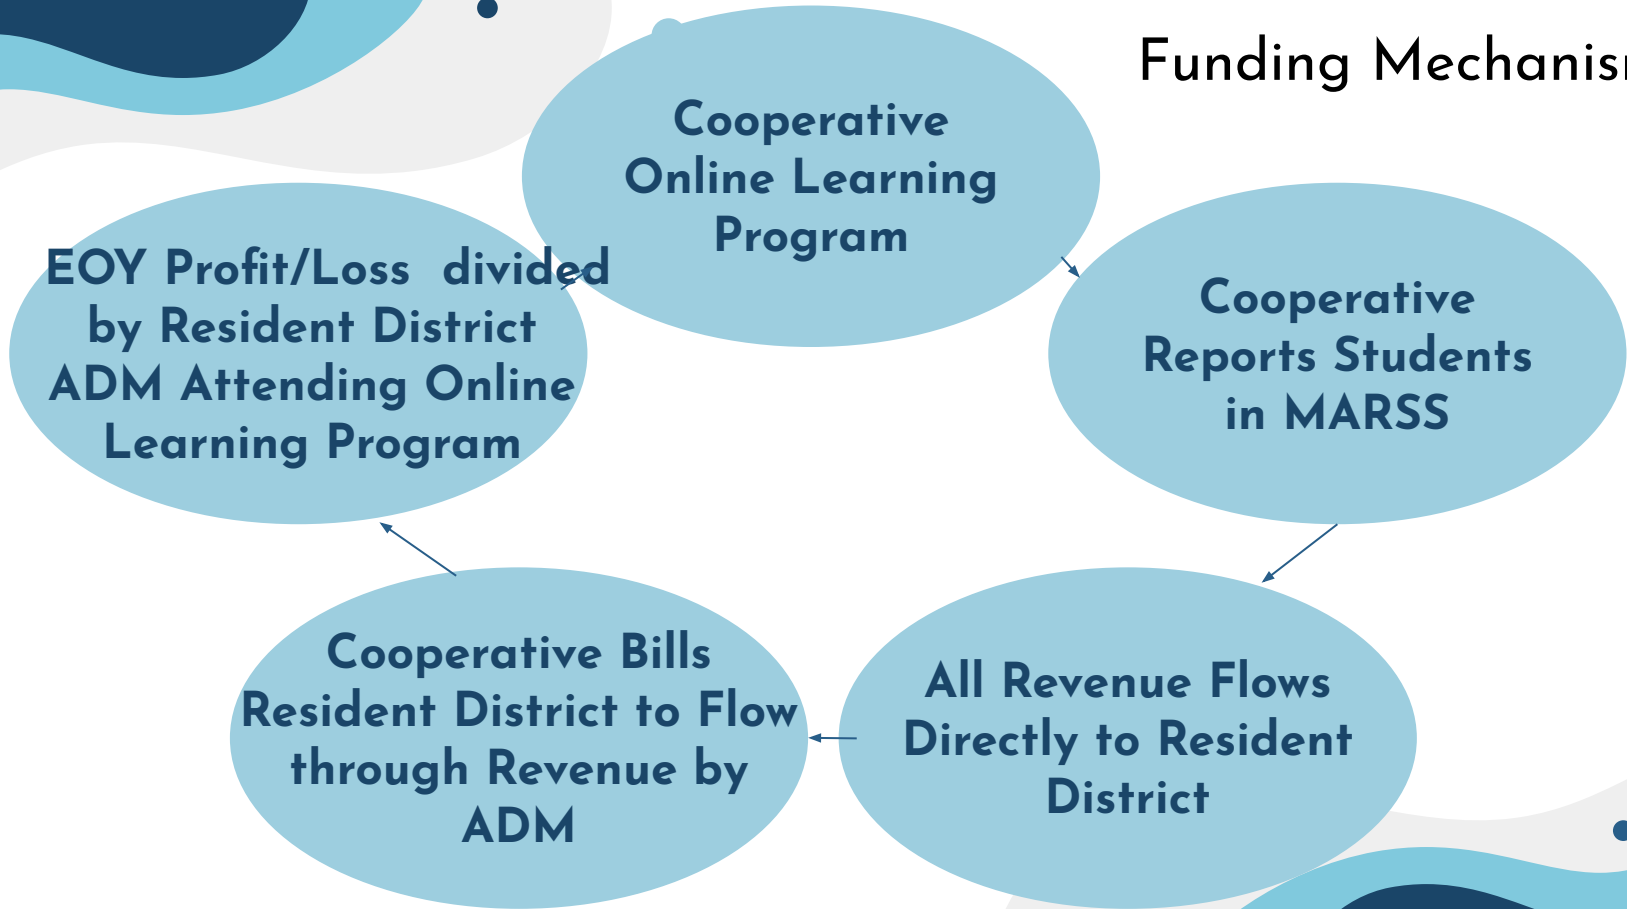 Funding Mechanis
Cooperative
Online Learning
Program
Cooperative
Reports Students
in MARSS
All Revenue Flows
Directly to Resident
District
Cooperative Bills
Resident District to Flow
through Revenue by
ADM
EOY Profit/Loss  divided
by Resident District
ADM Attending Online
Learning Program